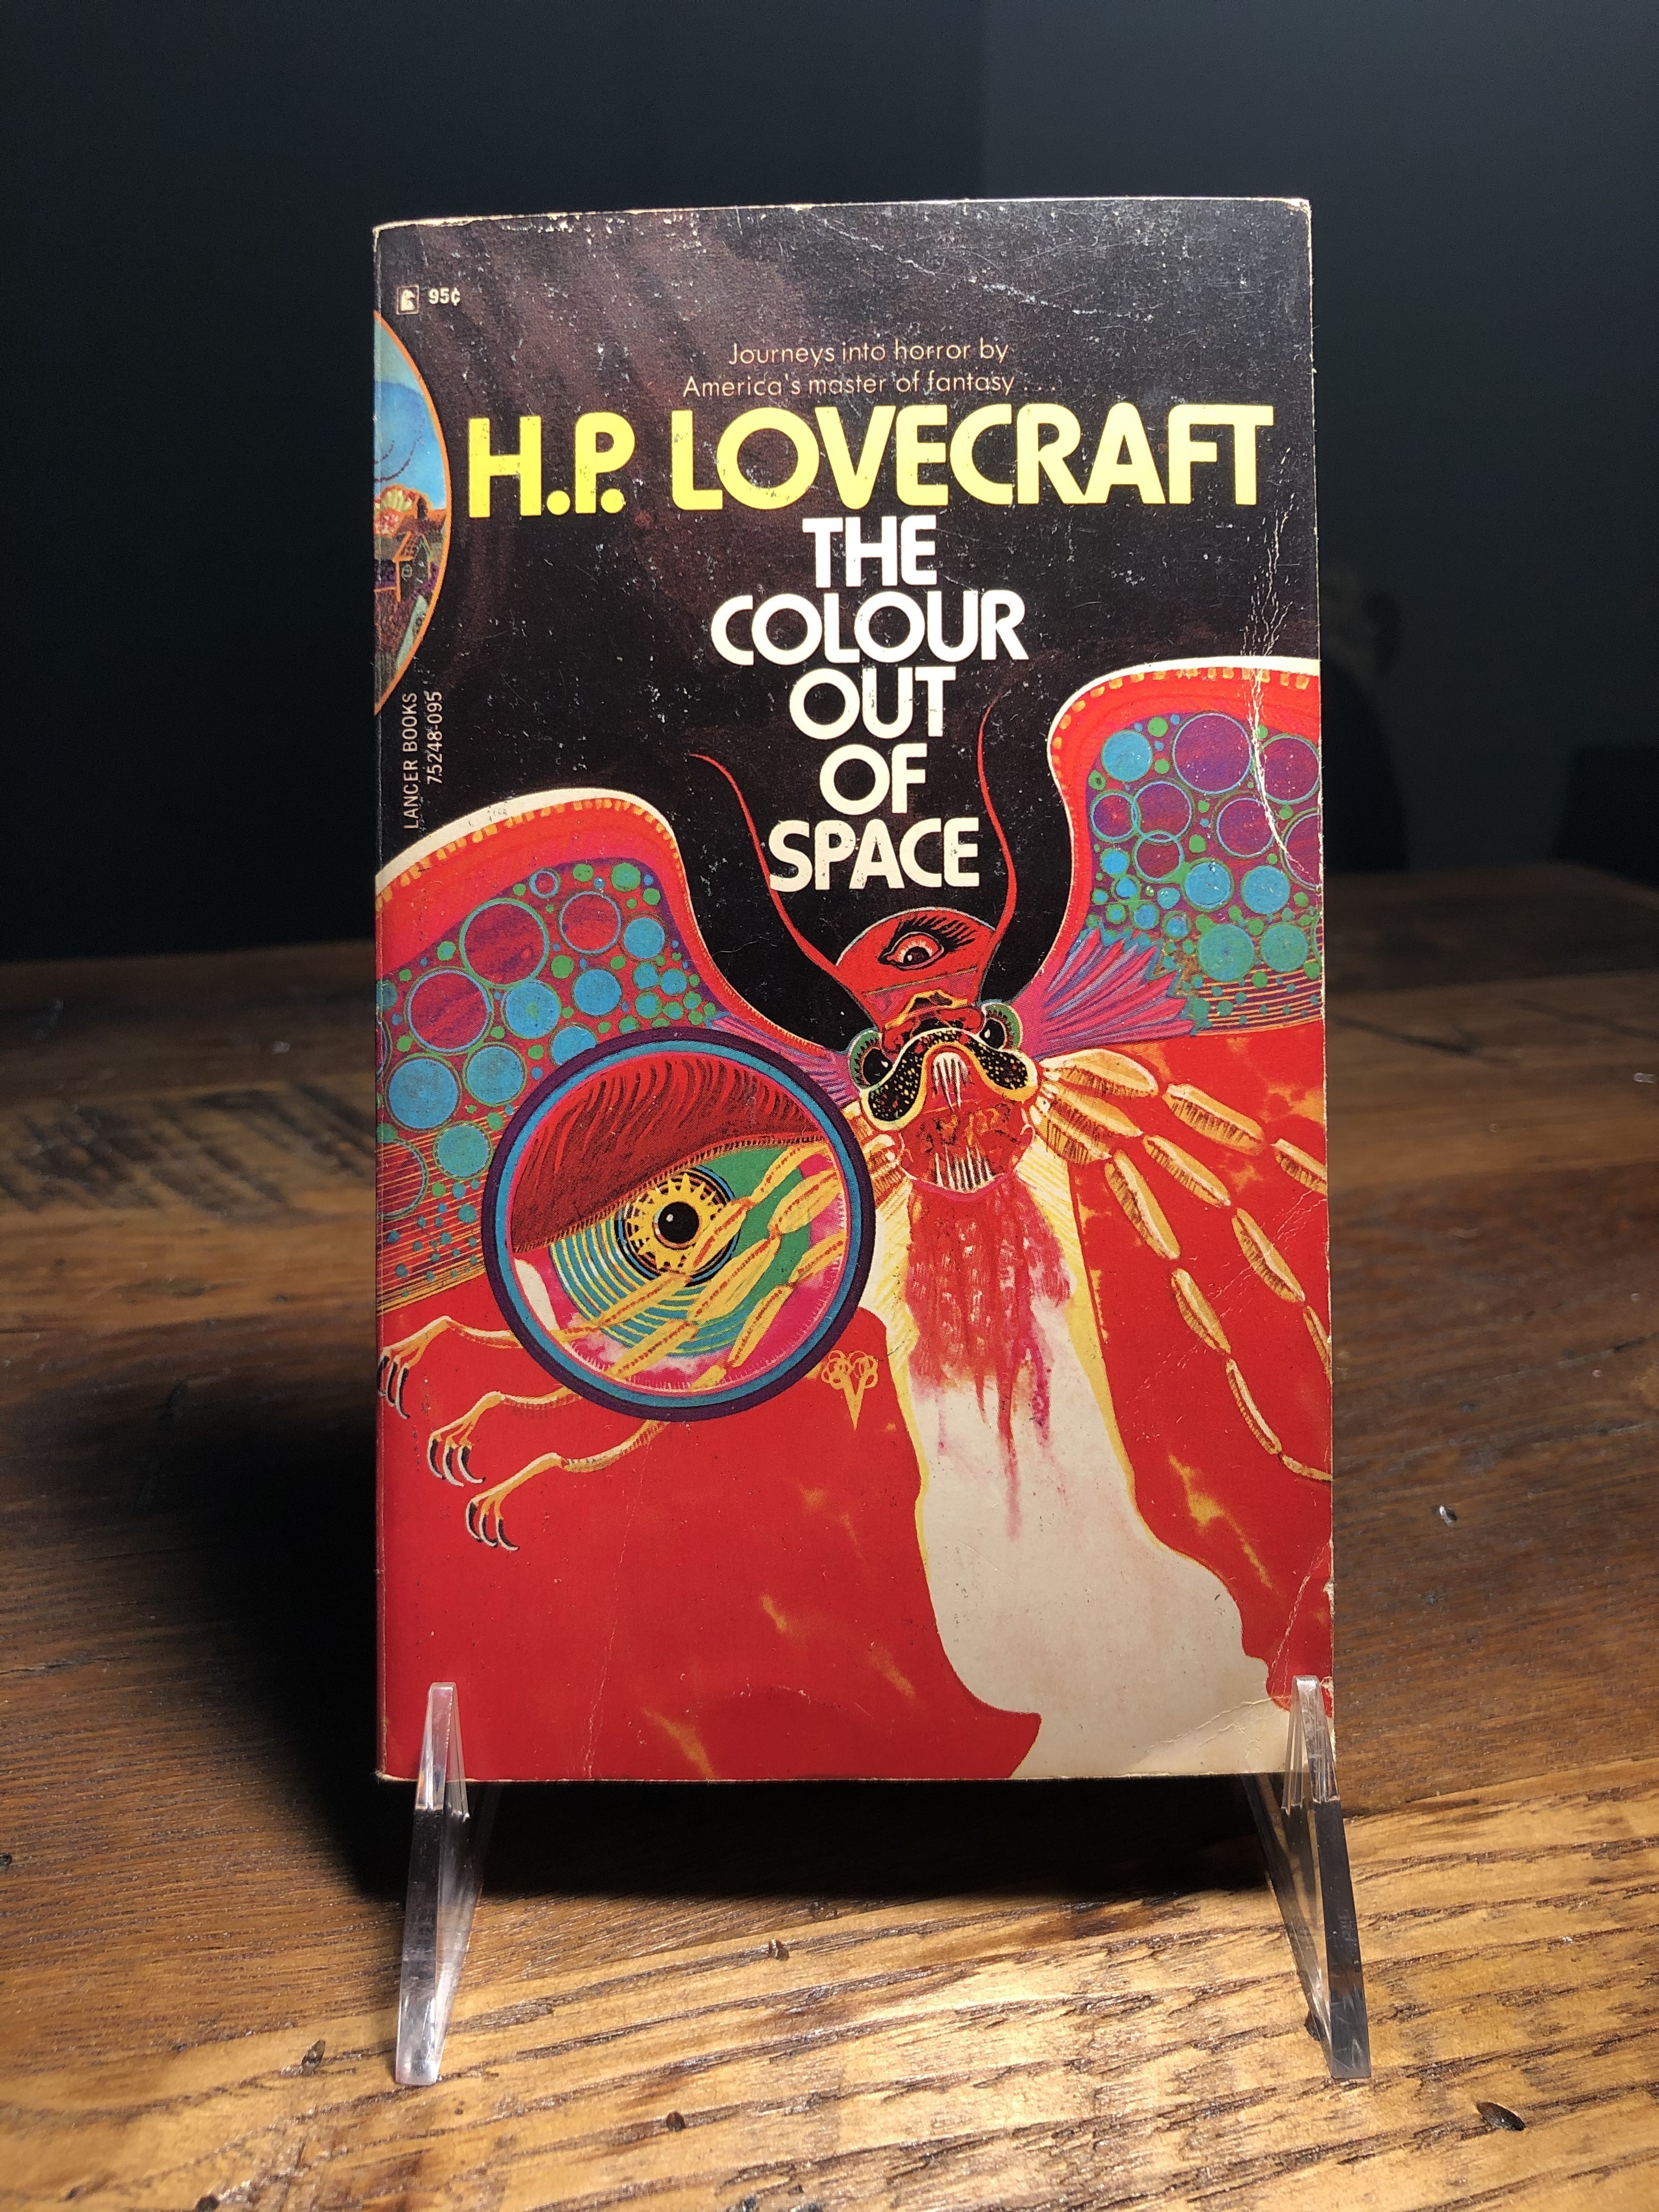 95¢
Journeys into horror by
America's master of fantasy . . .
H.P. LOVECRAFT
THE
COLOUR
OUT
OF
SPACE
LANCER BOOKS
75248-095